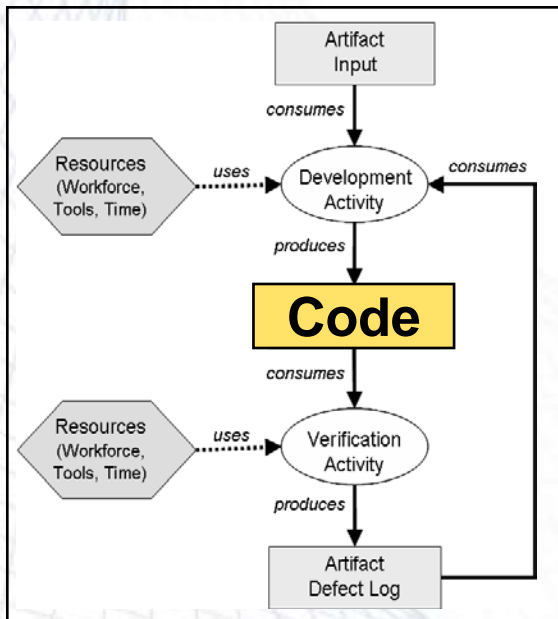 Artifact
Input
consumes
Resources
(Workforce,
Tools, Time)
uses
Development
Activity
consumes
produces
Code
consumes
Resources
(Workforce,
Tools, Time)
uses
Verification
Activity
produces
Artifact
Defect Log